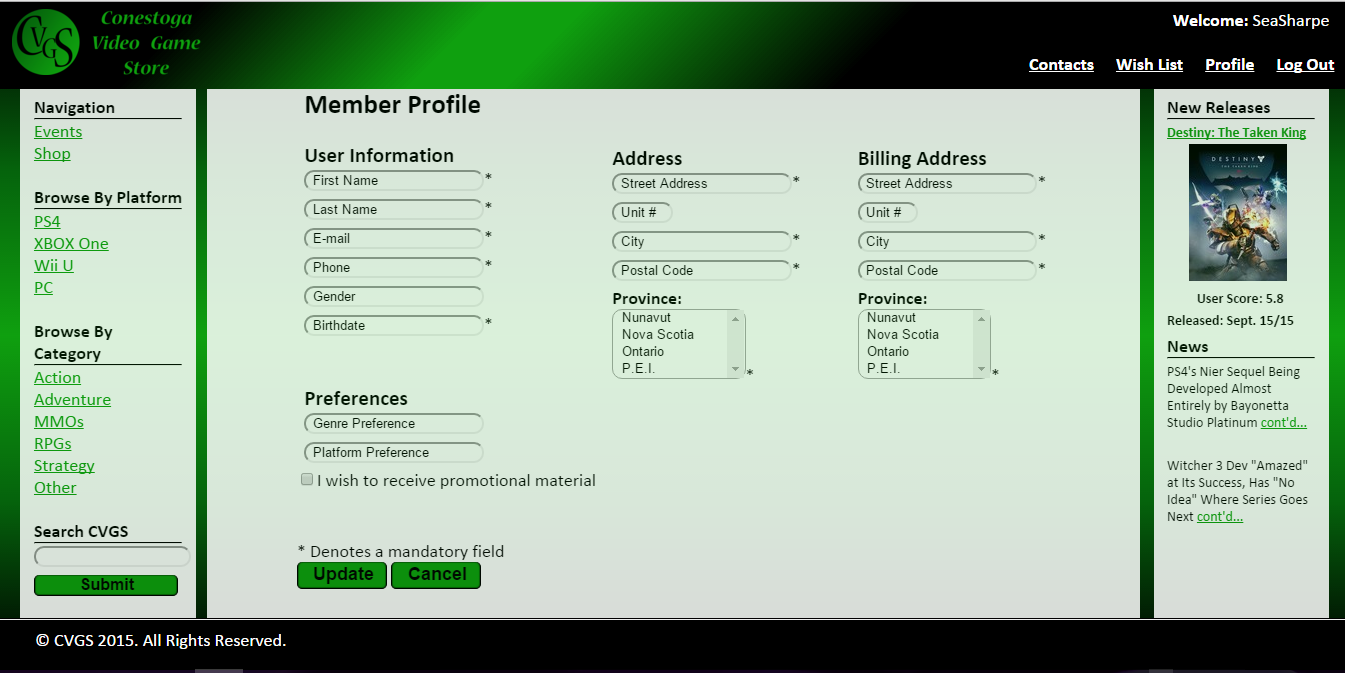 CVGS
Conestoga
Video Game
Store
Welcome: SeaSharpe
Contacts Wish List Profile Log Out
Navigation
Events
Shop
Browse By Platform
PS4
XBOX One
Wii U
PC
Browse By
Category
Action
Adventure
MMOs
RPGs
Strategy
Other
Search CVGS
Submit
Member Profile
User Information
First Name *
Last Name *
E-mail *
Phone *
Gender
Birthdate *
Address
Street Address *
Unit #
City *
Postal Code *
Province:
Nunavut
Nova Scotia
Ontario
P.E.I. *
Billing Address
Street Address *
Unit #
City *
Postal Code *
Province:
Nunavut
Nova Scotia
Ontario
P.E.I. *
Preferences
Genre Preference
Platform Preference
I wish to receive promotional material
* Denotes a mandatory field
Update Cancel
New Releases
Destiny: The Taken King
DESTINY
THE TAKEN KING
User Score: 5.8
Released: Sept. 15/15
News
PS4's Nier Sequel Being
Developed Almost
Entirely by Bayonetta
Studio Platinum cont'd...
Witcher 3 Dev "Amazed"
at Its Success, Has "No
Idea" Where Series Goes
Next cont'd...
© CVGS 2015. All Rights Reserved.